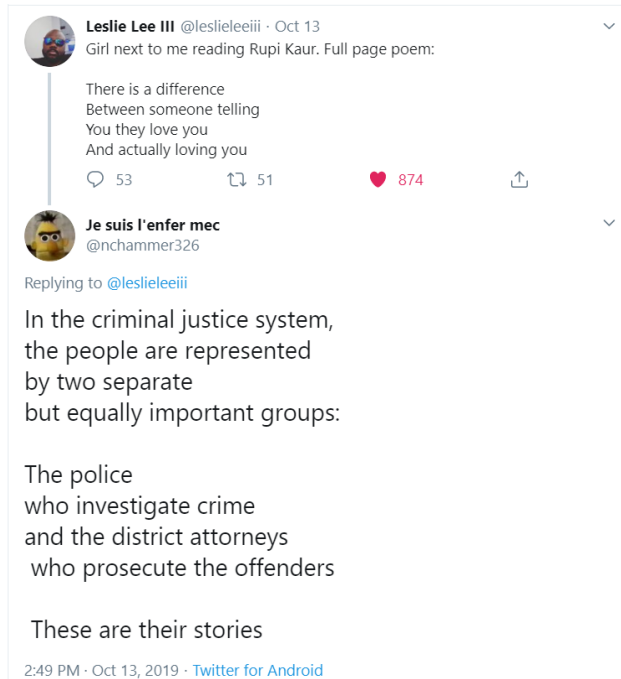 Leslie Lee III @leslieleeiii · Oct 13
Girl next to me reading Rupi Kaur. Full page poem:
There is a difference
Between someone telling
You they love you
And actually loving you
53 51 874
Je suis l'enfer mec
@nchammer326
Replying to @leslieleeiii
In the criminal justice system,
the people are represented
by two separate
but equally important groups:
The police
who investigate crime
and the district attorneys
who prosecute the offenders
These are their stories
2:49 PM · Oct 13, 2019 · Twitter for Android